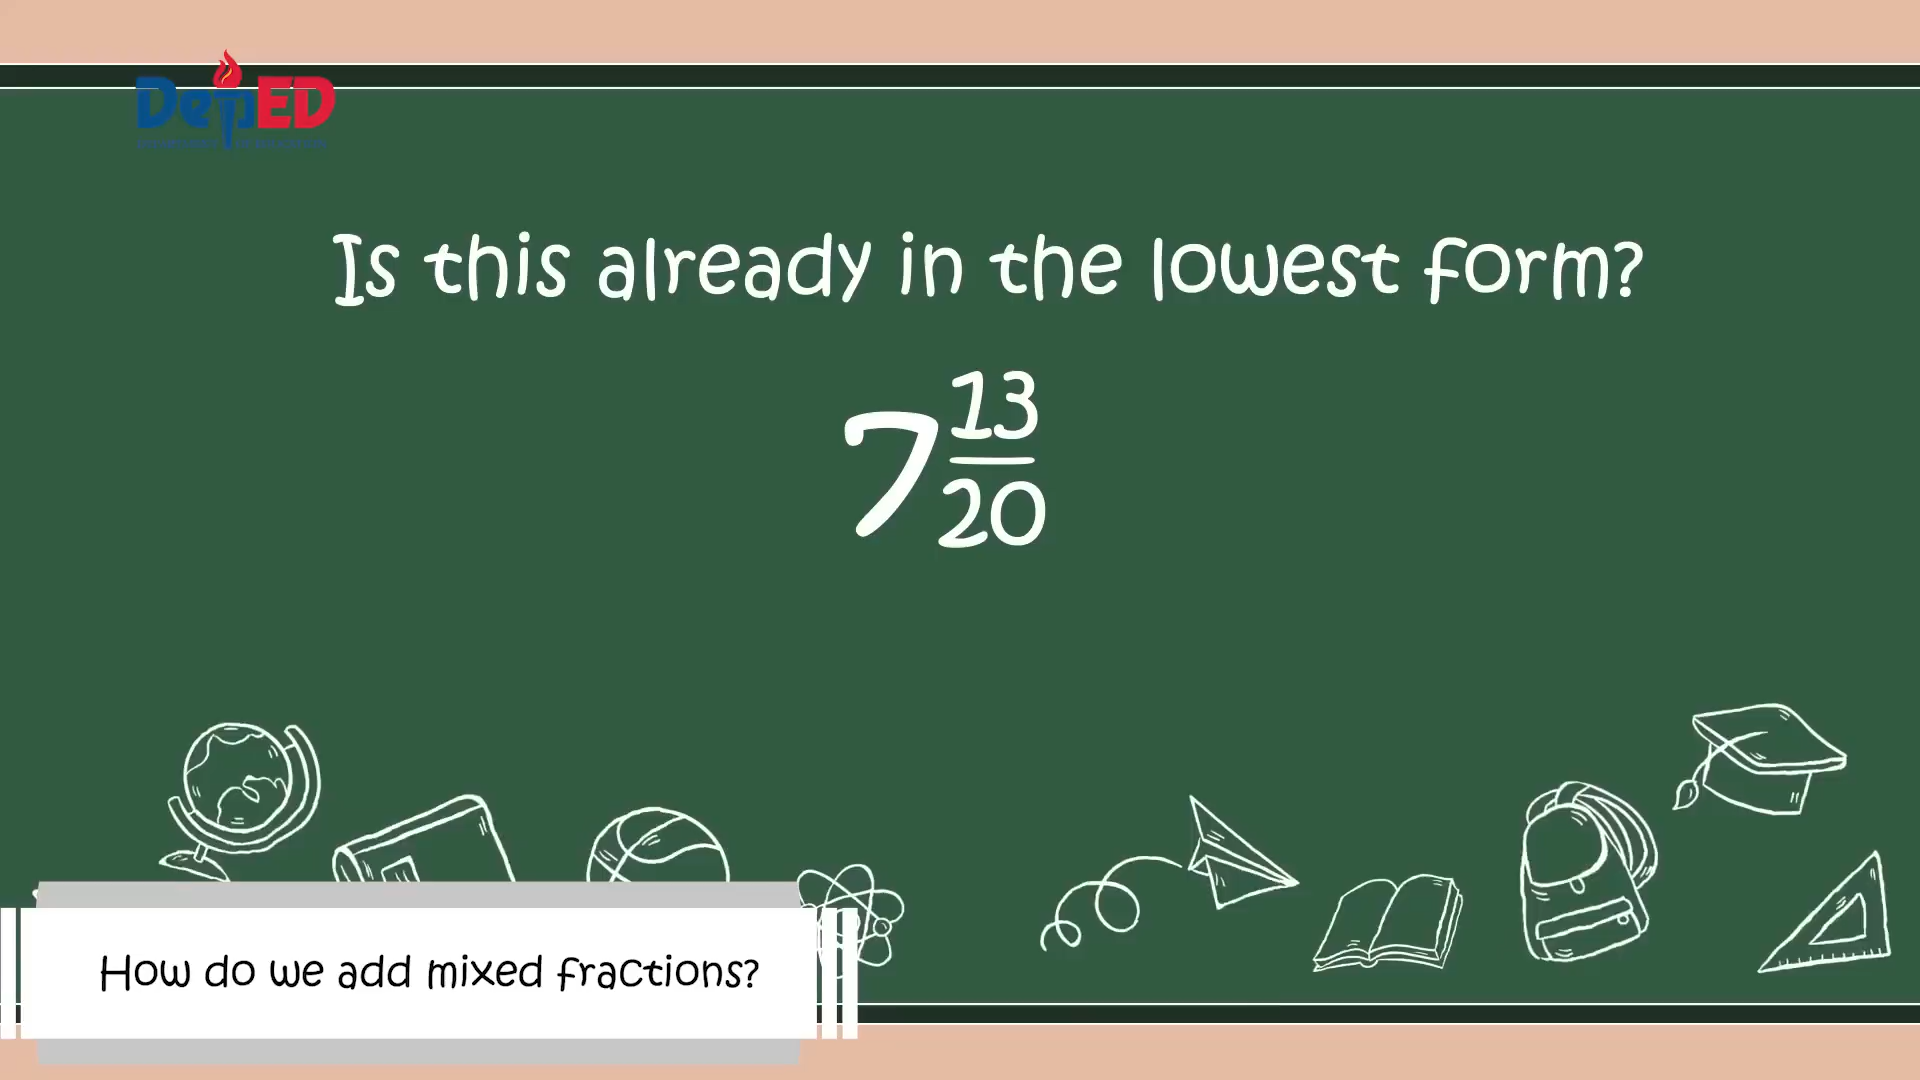 DepED
Is this already in the lowest form?
7 13/20
How do we add mixed fractions?